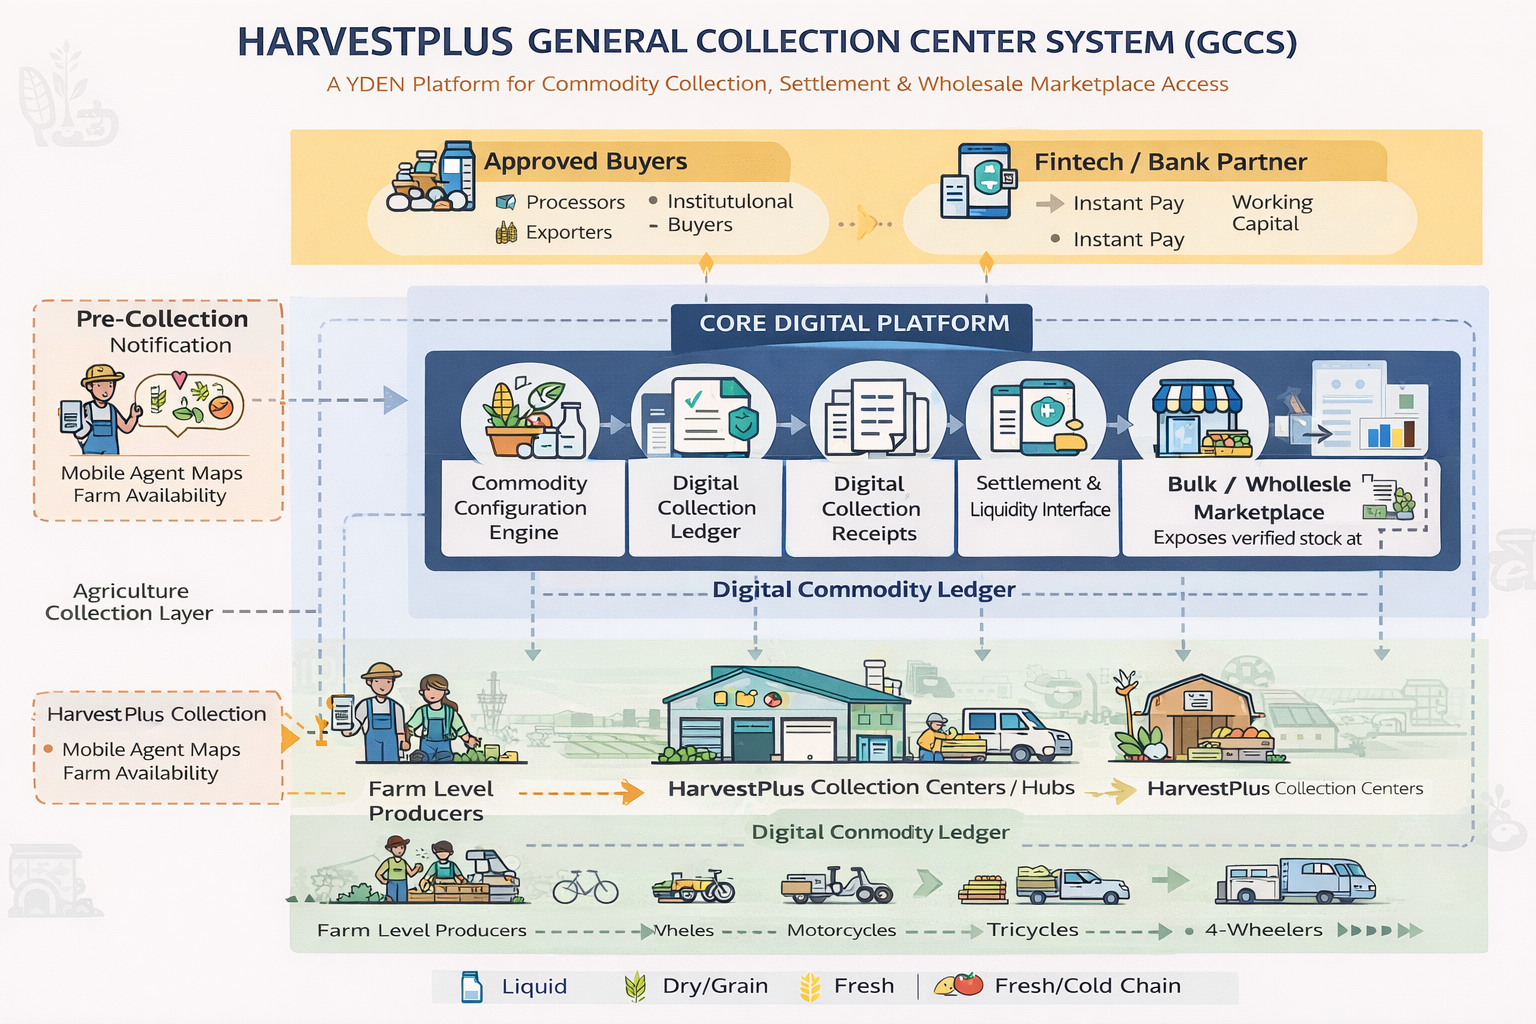 HARVESTPLUS GENERAL COLLECTION CENTER SYSTEM (GCCS)
A YDEN Platform for Commodity Collection, Settlement & Wholesale Marketplace Access
Approved Buyers
Processors
Exporters
• Institutulonal
- Buyers
Fintech / Bank Partner
Instant Pay
• Instant Pay
Working
Capital
Pre-Collection
Notification
Mobile Agent Maps
Farm Availability
CORE DIGITAL PLATFORM
Commodity
Configuration
Engine
Digital
Collection
Ledger
Digital
Collection
Receipts
Settlement &
Liquidity Interface
Bulk / Whollesle
Marketplace
Exposes verified stock at
Digital Commodity Ledger
Agriculture
Collection Layer
HarvestPlus Collection
• Mobile Agent Maps
Farm Availability
Farm Level
Producers
HarvestPlus Collection Centers / Hubs
HarvestPlus Collection Centers
Digital Conmodity Ledger
Farm Level Producers
Vheles
Motorcycles
Tricycles
• 4-Wheelers
Liquid
Dry/Grain
Fresh
Fresh/Cold Chain